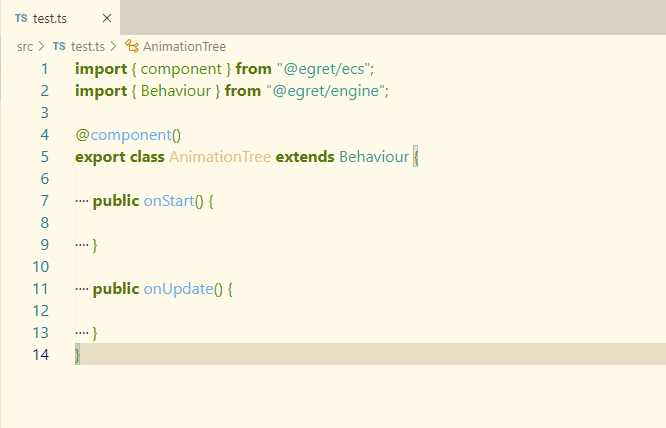 TS test.ts ×
src > TS test.ts > AnimationTree
1 import { component } from "@egret/ecs";
2 import { Behaviour } from "@egret/engine";
3
4 @component()
5 export class AnimationTree extends Behaviour {
6
7 ···· public onStart() {
8
9 ···· }
10
11 ···· public onUpdate() {
12
13 ···· }
14 }